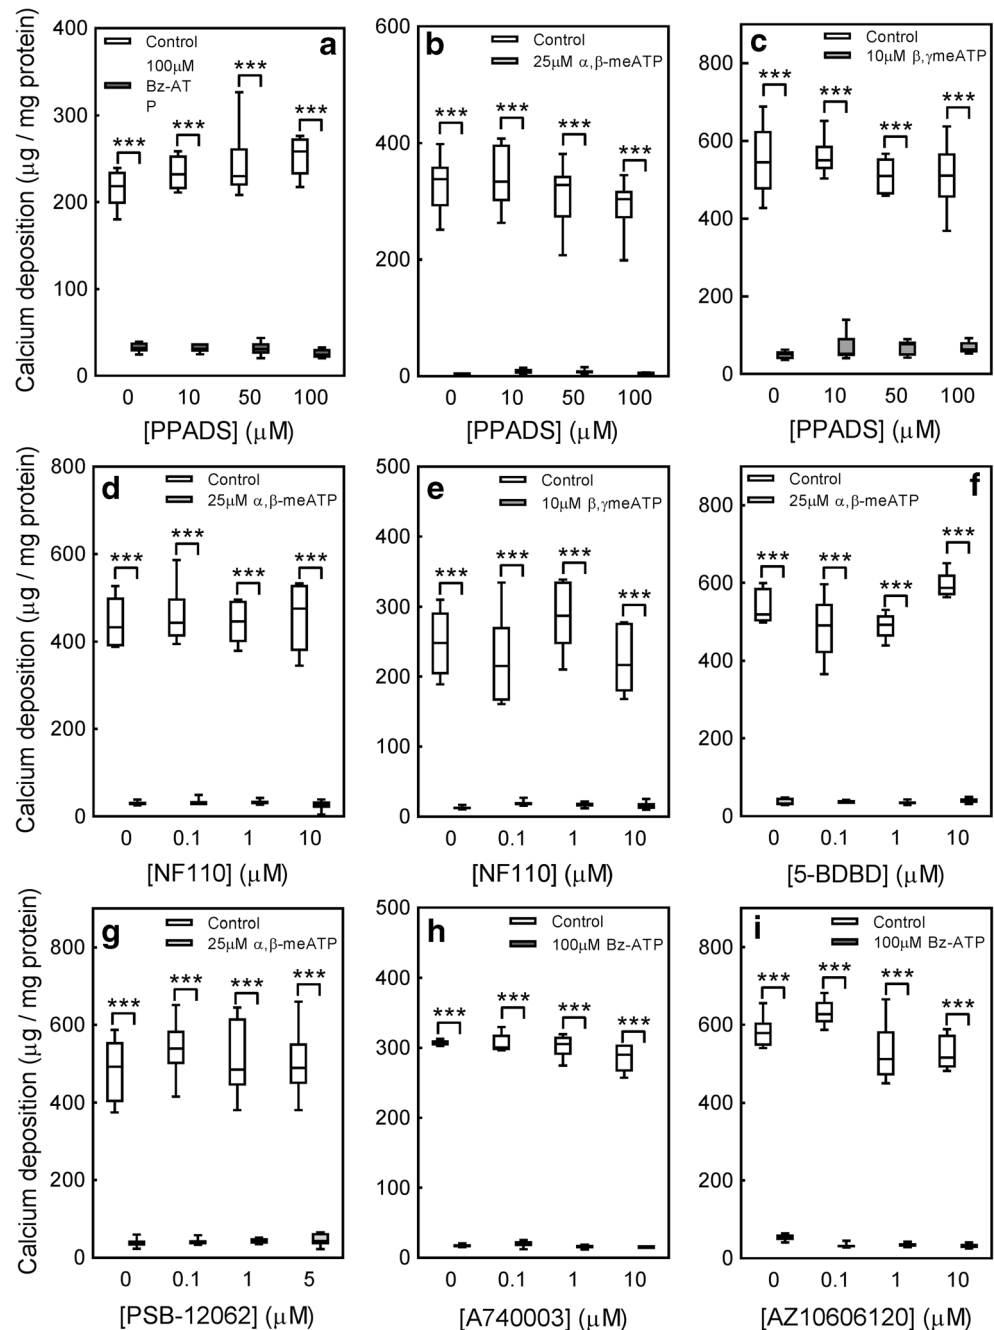 a
Control
100μM
Bz-AT
P
Calcium deposition (μg / mg protein)
400
300
200
100
0
***
***
***
***
0 10 50 100
[PPADS] (μM)
b
Control
25μM α,β-meATP
600
400
200
0
***
***
***
***
0 10 50 100
[PPADS] (μM)
c
Control
10μM β,γmeATP
800
600
400
200
0
***
***
***
***
0 10 50 100
[PPADS] (μM)
d
Control
25μM α,β-meATP
Calcium deposition (μg / mg protein)
800
600
400
200
0
***
***
***
***
0 0.1 1 10
[NF110] (μM)
e
Control
10μM β,γmeATP
500
400
300
200
100
0
***
***
***
***
0 0.1 1 10
[NF110] (μM)
f
Control
25μM α,β-meATP
800
600
400
200
0
***
***
***
***
0 0.1 1 10
[5-BDBD] (μM)
g
Control
25μM α,β-meATP
Calcium deposition (μg / mg protein)
800
600
400
200
0
***
***
***
***
0 0.1 1 5
[PSB-12062] (μM)
h
Control
100μM Bz-ATP
500
400
300
200
100
0
***
***
***
***
0 0.1 1 10
[A740003] (μM)
i
Control
100μM Bz-ATP
800
600
400
200
0
***
***
***
***
0 0.1 1 10
[AZ10606120] (μM)